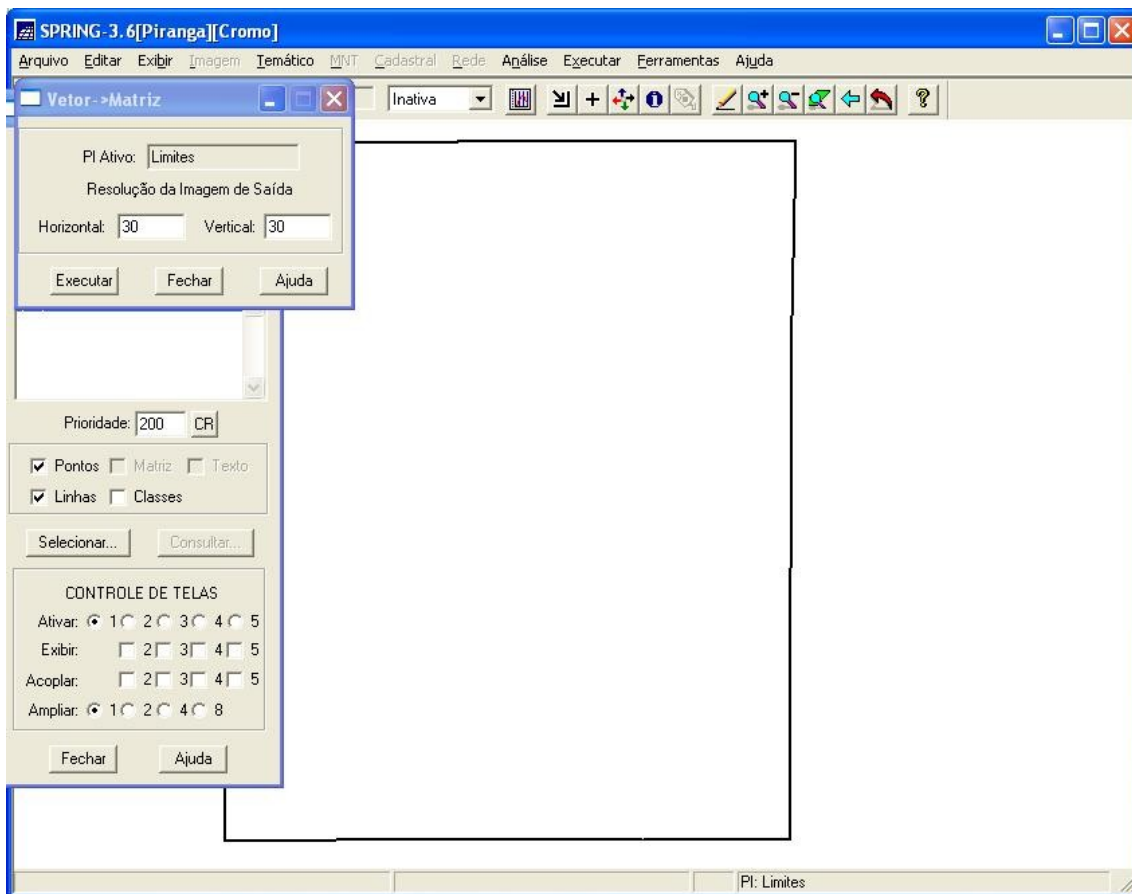 SPRING-3.6[Piranga][Cromo]
Arquivo Editar Exibir Imagem Temático MNT Cadastral Rede Análise Executar Ferramentas Ajuda
Vetor->Matriz
Inativa
PI Ativo: Limites
Resolução da Imagem de Saída
Horizontal: 30 Vertical: 30
Executar Fechar Ajuda
Prioridade: 200 CR
Pontos Matriz Texto
Linhas Classes
Selecionar... Consultar...
CONTROLE DE TELAS
Ativar: 1 2 3 4 5
Exibir: 2 3 4 5
Acoplar: 2 3 4 5
Ampliar: 1 2 4 8
Fechar Ajuda
PI: Limites